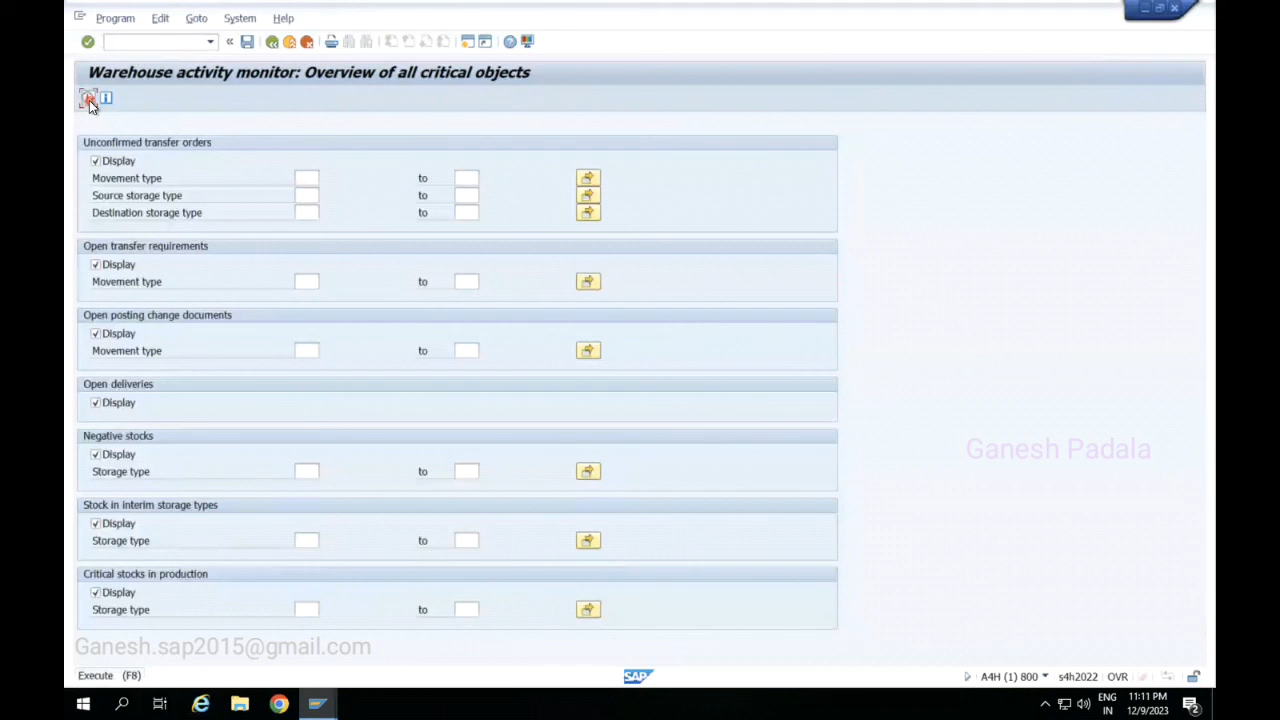 Program Edit Goto System Help
Warehouse activity monitor: Overview of all critical objects
Unconfirmed transfer orders
Display
Movement type to
Source storage type to
Destination storage type to
Open transfer requirements
Display
Movement type to
Open posting change documents
Display
Movement type to
Open deliveries
Display
Negative stocks
Display
Storage type to
Ganesh Padala
Stock in interim storage types
Display
Storage type to
Critical stocks in production
Display
Storage type to
Ganesh.sap2015@gmail.com
Execute (F8) SAP A4H (1) 800 s4h2022 OVR
ENG 11:11 PM
IN 12/9/2023 2